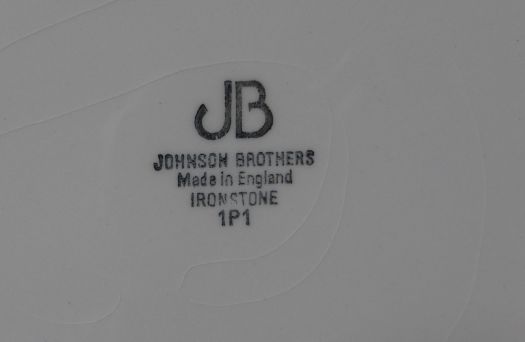 JB
JOHNSON BROTHERS
Made in England
IRONSTONE
1P1